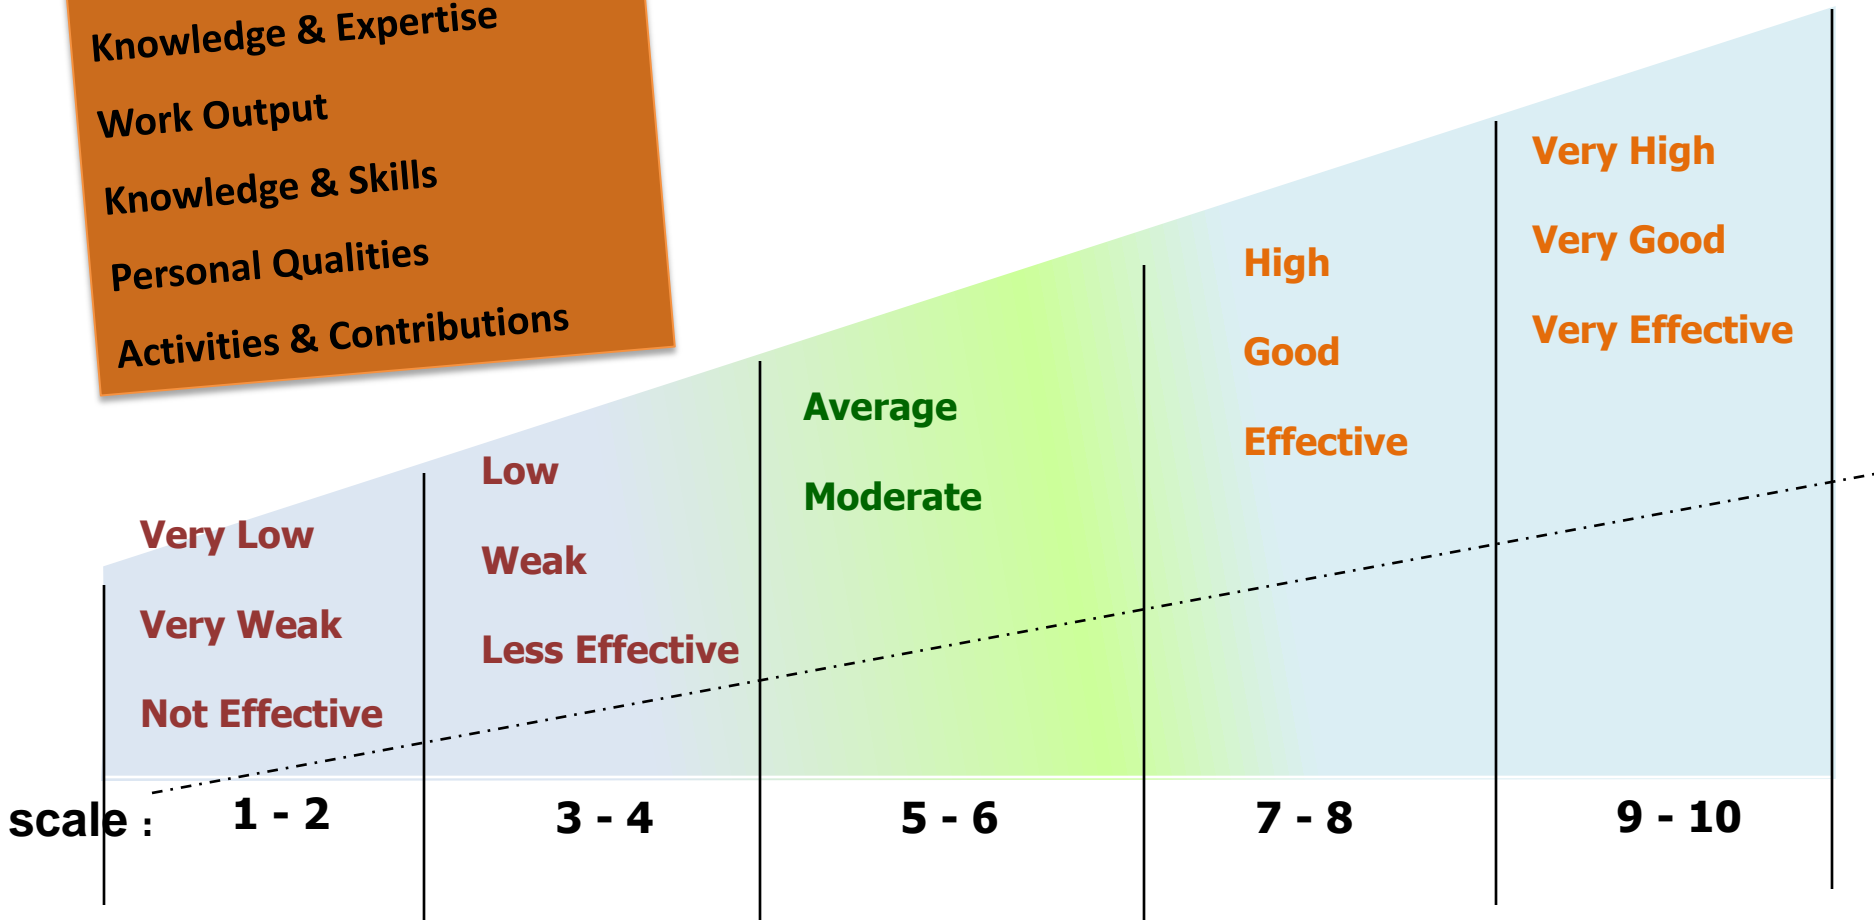 Knowledge & Expertise
Work Output
Knowledge & Skills
Personal Qualities
Activities & Contributions
Very Low
Very Weak
Not Effective
Low
Weak
Less Effective
Average
Moderate
High
Good
Effective
Very High
Very Good
Very Effective
scale : 1 - 2 3 - 4 5 - 6 7 - 8 9 - 10